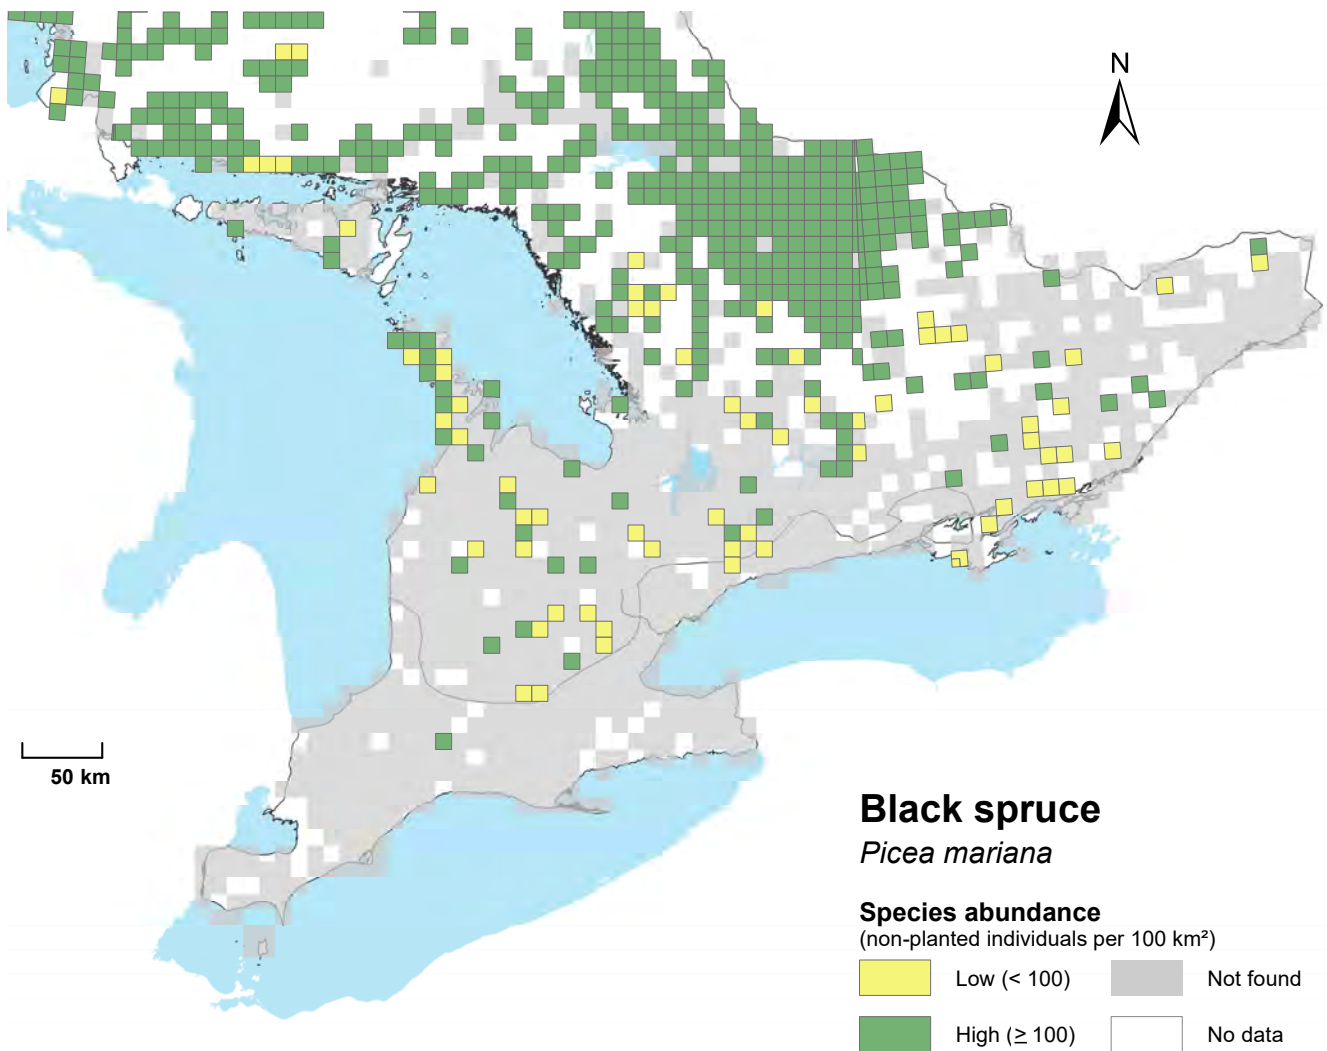 N
50 km
Black spruce
Picea mariana
Species abundance
(non-planted individuals per 100 km²)
Low (< 100)
Not found
High (≥ 100)
No data